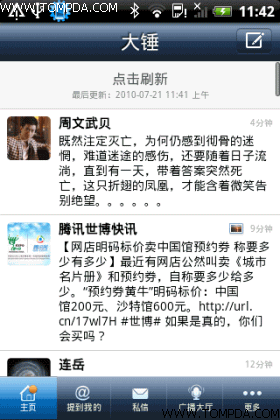 WWW.TOMPDA.COM
11:42
大锤
点击刷新
最后更新：2010-07-21 11:41 上午
周文武贝
4分钟
既然注定灭亡，为何仍感到彻骨的迷
惘，难道迷途的感伤，还要随着日子流
淌，直到有一天，带着答案突然死
亡，这只折翅的凤凰，才能含着微笑告
别绝望。。。。。。
腾讯世博快讯
9分钟
【网店明码标价卖中国馆预约券 称要多
少有多少】最近有网店公然叫卖《城市
名片册》和预约券，自称要多少给多
少。“预约券黄牛”明码标价：中国
馆200元、沙特馆600元。http://url.
cn/17wl7H #世博# 如果是真的，你们
会买吗？
连岳
12分钟
主页
提到我的
私信
广播大厅
更多
WWW.TOMPDA.COM